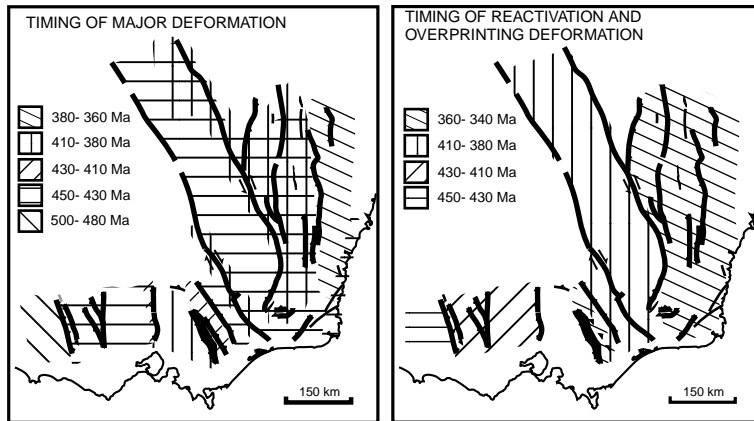 TIMING OF MAJOR DEFORMATION
380- 360 Ma
410- 380 Ma
430- 410 Ma
450- 430 Ma
500- 480 Ma
150 km
TIMING OF REACTIVATION AND
OVERPRINTING DEFORMATION
360- 340 Ma
410- 380 Ma
430- 410 Ma
450- 430 Ma
150 km